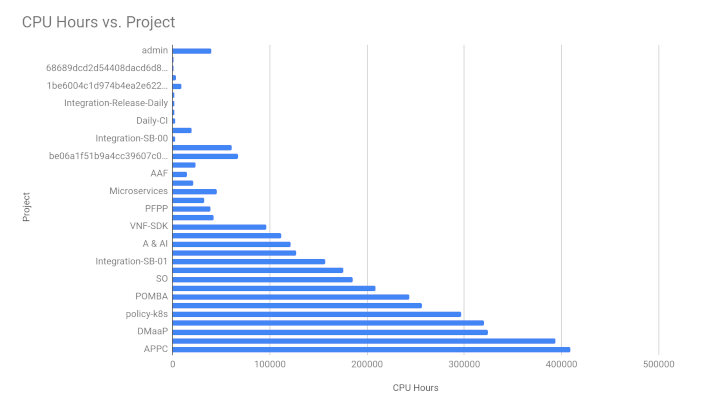 CPU Hours vs. Project
admin
68689dcd2d54408dacd6d8...
1be6004c1d974b4ea2e622...
Integration-Release-Daily
Daily-CI
Integration-SB-00
be06a1f51b9a4cc39607c0...
AAF
Microservices
PFPP
VNF-SDK
A & AI
Integration-SB-01
SO
POMBA
policy-k8s
DMaaP
APPC
Project
0 100000 200000 300000 400000 500000
CPU Hours